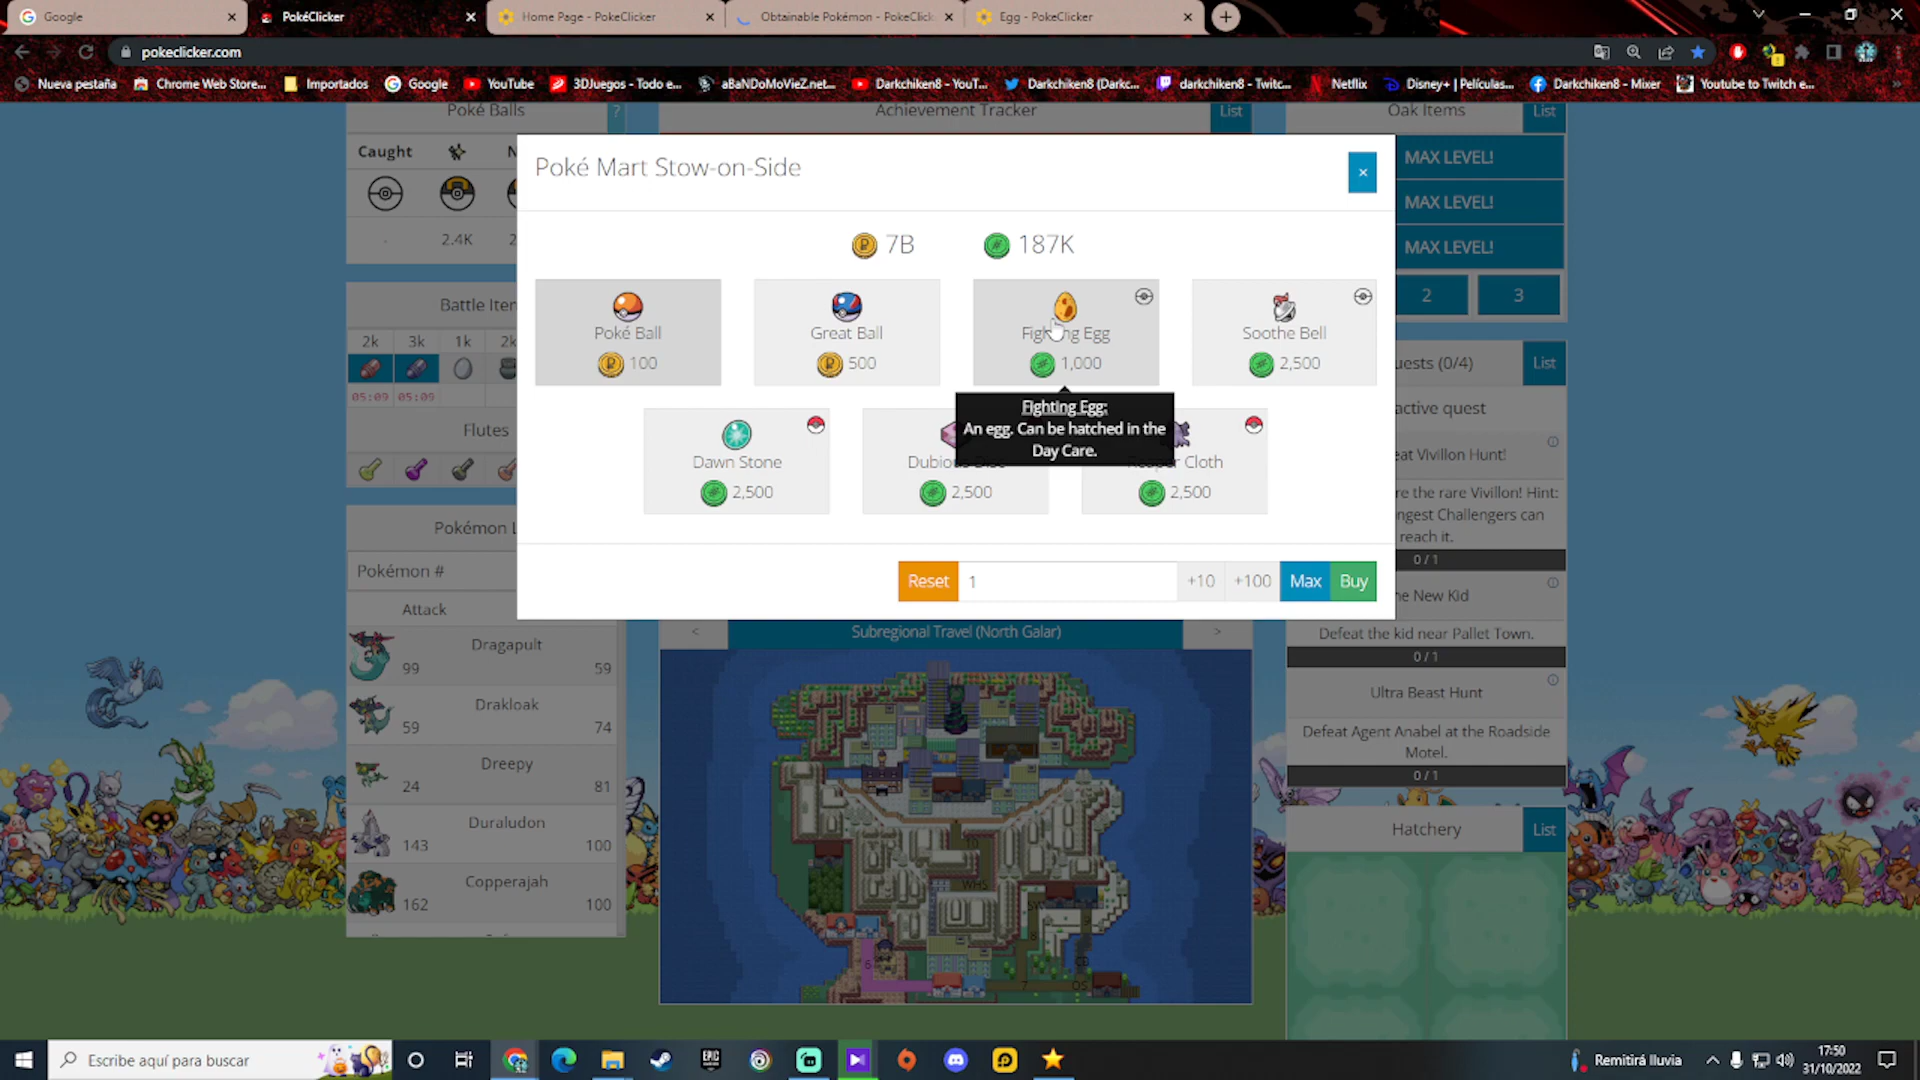 Google
PokéClicker
Home Page - PokeClicker
Obtainable Pokémon - PokeClick
Egg - PokeClicker
pokeclicker.com
Nueva pestaña
Chrome Web Store...
Importados
Google
YouTube
3DJuegos - Todo e...
aBaNDoMoVieZ.net...
Darkchiken8 - YouT...
Darkchiken8 (Darkc...
darkchiken8 - Twitc...
Netflix
Disney+ | Películas...
Darkchiken8 - Mixer
Youtube to Twitch e...
Poké Balls
?
Achievement Tracker
List
Oak Items
List
Caught
2.4K
MAX LEVEL!
MAX LEVEL!
MAX LEVEL!
2
3
Poké Mart Stow-on-Side
×
7B
187K
Poké Ball
100
Great Ball
500
Fighting Egg
1,000
Soothe Bell
2,500
Fighting Egg:
An egg. Can be hatched in the
Day Care.
Dawn Stone
2,500
2,500
Cloth
2,500
Reset
1
+10
+100
Max
Buy
Battle Iter
2k
3k
1k
2k
05:09
05:09
Flutes
Pokémon L
Pokémon #
Attack
Dragapult
99
59
Drakloak
59
74
Dreepy
24
81
Duraludon
143
100
Copperajah
162
100
<
Subregional Travel (North Galar)
>
6
10
WHS
7
OS
uests (0/4)
List
active quest
eat Vivillon Hunt!
re the rare Vivillon! Hint:
ngest Challengers can
reach it.
0 / 1
he New Kid
Defeat the kid near Pallet Town.
0 / 1
Ultra Beast Hunt
Defeat Agent Anabel at the Roadside
Motel.
0 / 1
Hatchery
List
Escribe aquí para buscar
Remitirá lluvia
17:50
31/10/2022